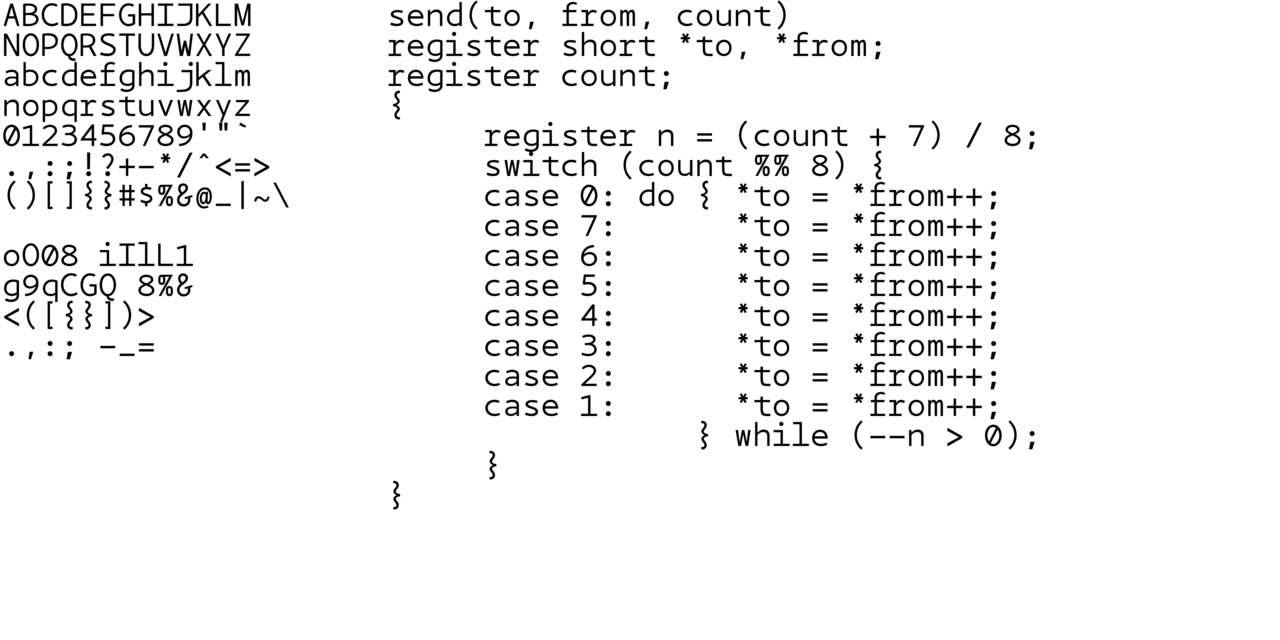 ABCDEFGHIJKLM
NOPQRSTUVWXYZ
abcdefghijklm
nopqrstuvwxyz
0123456789'"`
.,:;!?+-*/^<=>
()[]{}#$%&@_|~\
oO08 iIlL1
g9qCGQ 8%&
<([{}])>
.,:; -_=
send(to, from, count)
register short *to, *from;
register count;
{
     register n = (count + 7) / 8;
     switch (count %% 8) {
     case 0: do { *to = *from++;
     case 7:      *to = *from++;
     case 6:      *to = *from++;
     case 5:      *to = *from++;
     case 4:      *to = *from++;
     case 3:      *to = *from++;
     case 2:      *to = *from++;
     case 1:      *to = *from++;
                } while (--n > 0);
     }
}